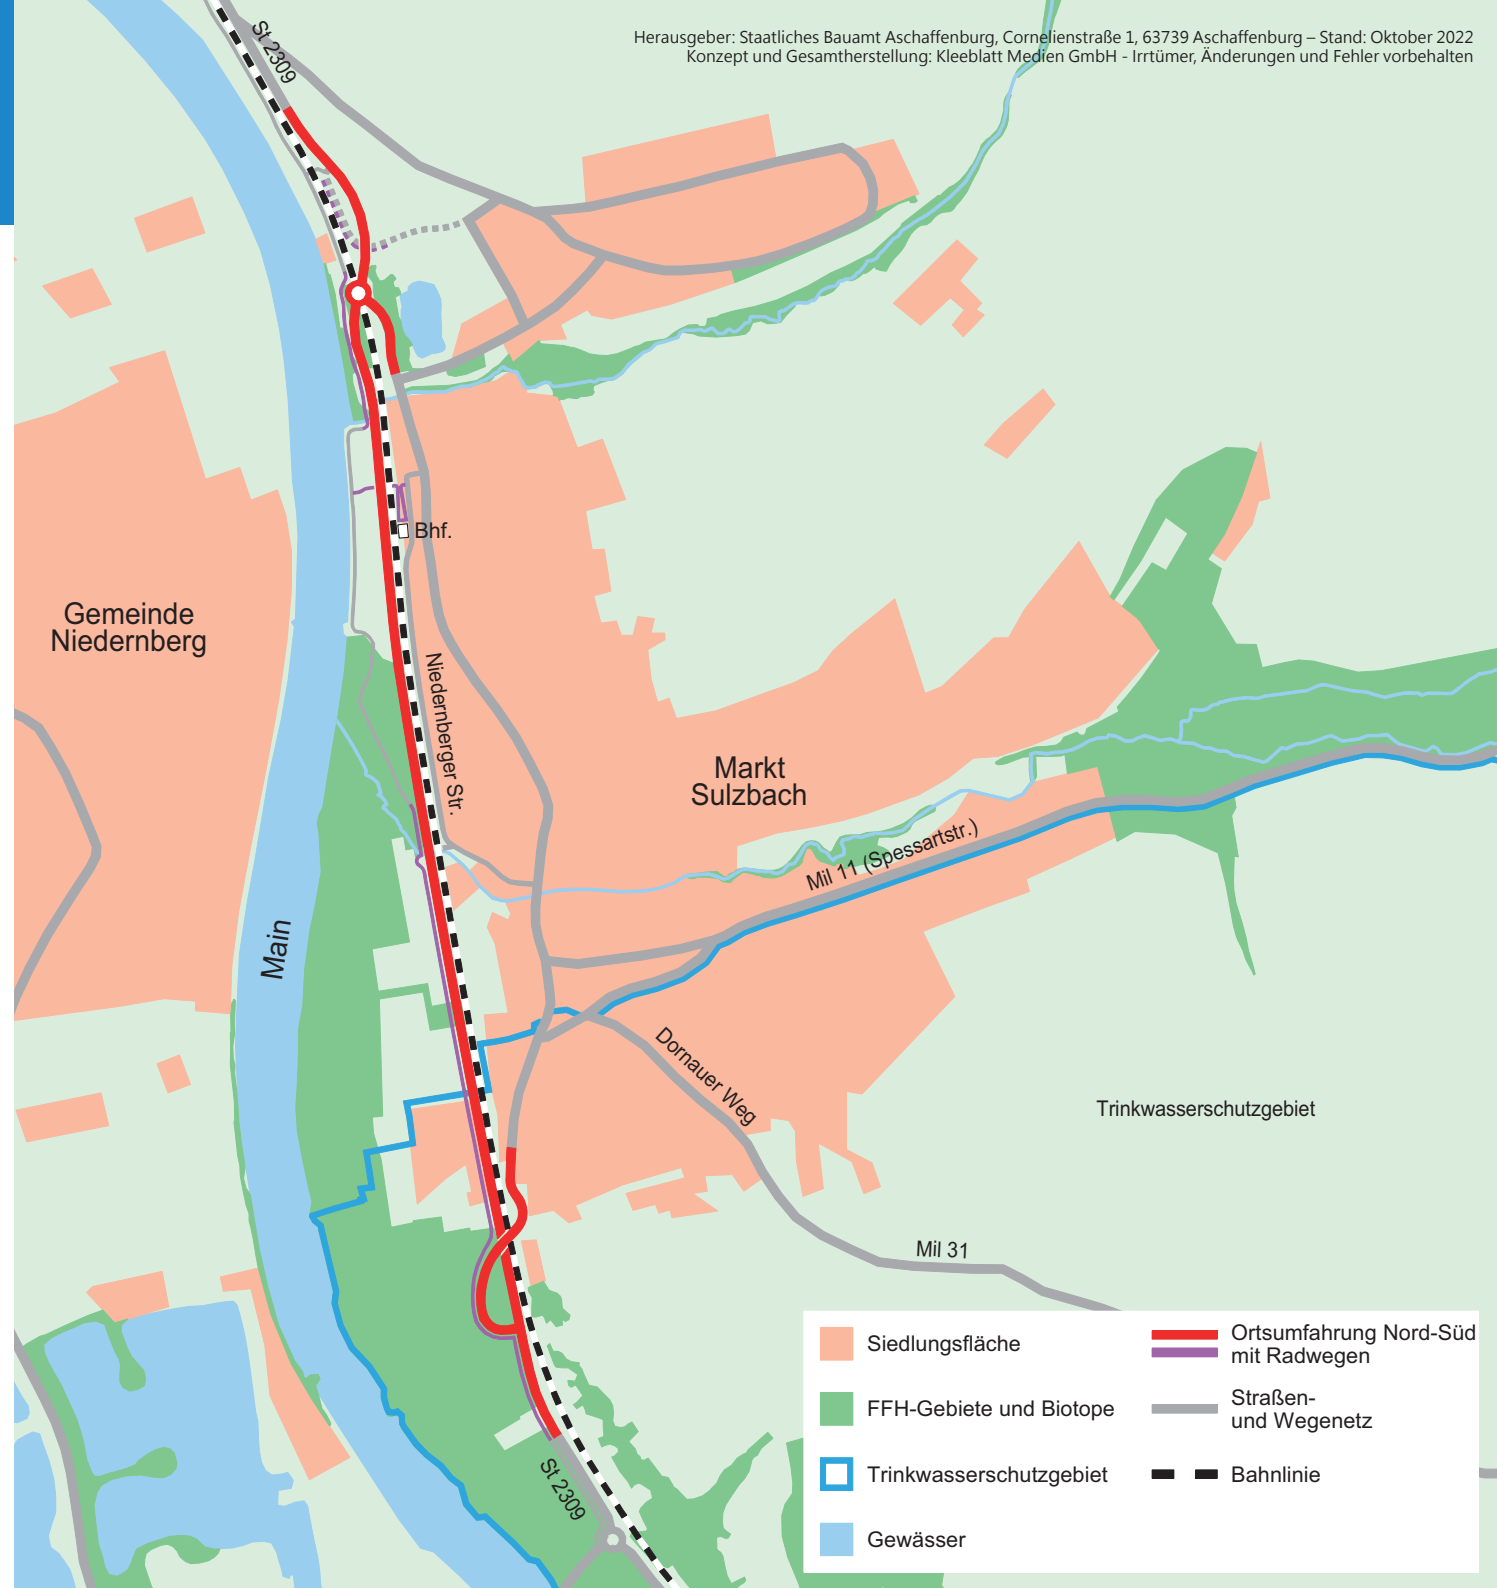 Herausgeber: Staatliches Bauamt Aschaffenburg, Cornelienstraße 1, 63739 Aschaffenburg – Stand: Oktober 2022
Konzept und Gesamtherstellung: Kleeblatt Medien GmbH - Irrtümer, Änderungen und Fehler vorbehalten
St 2309
Bhf.
Gemeinde
Niedernberg
Niedernberger Str.
Markt
Sulzbach
Mil 11 (Spessartstr.)
Main
Dornauer Weg
Trinkwasserschutzgebiet
Mil 31
St 2309
Siedlungsfläche
FFH-Gebiete und Biotope
Trinkwasserschutzgebiet
Gewässer
Ortsumfahrung Nord-Süd
mit Radwegen
Straßen-
und Wegenetz
Bahnlinie